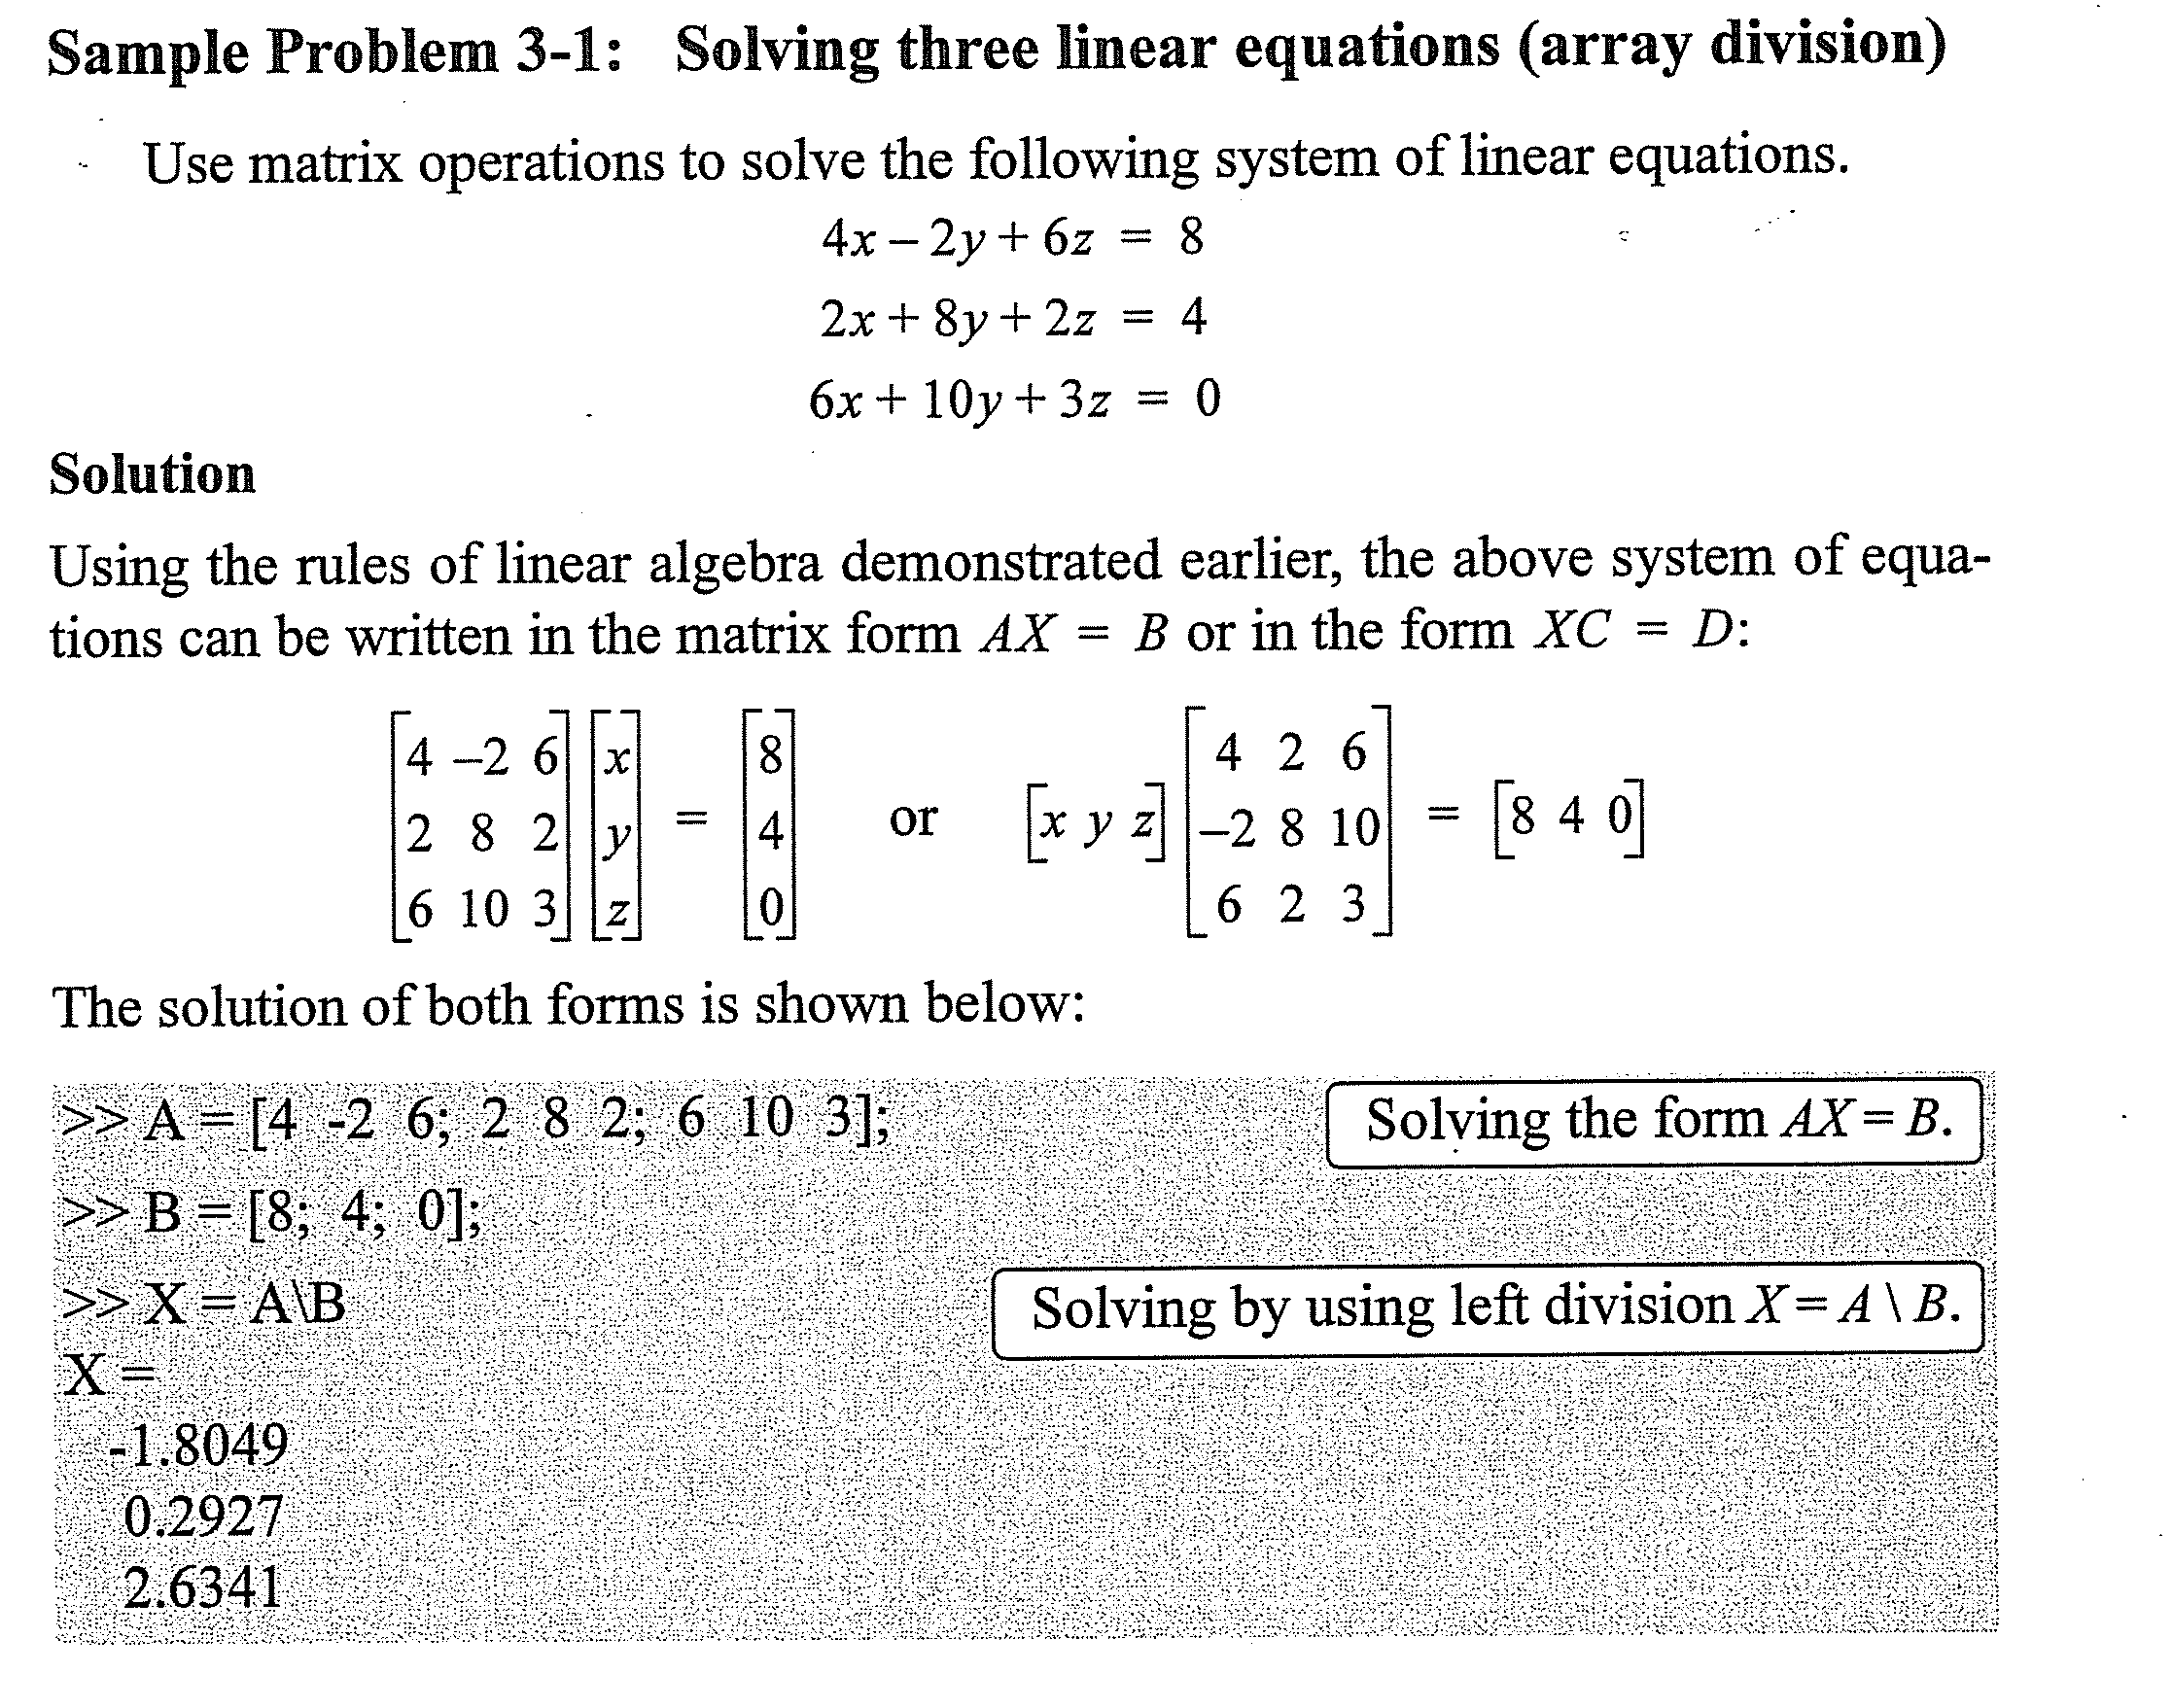 Sample Problem 3-1: Solving three linear equations (array division)
Use matrix operations to solve the following system of linear equations.
4x – 2y + 6z = 8
2x + 8y + 2z = 4
6x + 10y + 3z = 0
Solution
Using the rules of linear algebra demonstrated earlier, the above system of equa-
tions can be written in the matrix form AX = B or in the form XC = D:
[4 –2 6; 2 8 2; 6 10 3] [x; y; z] = [8; 4; 0] or [x y z] [4 2 6; –2 8 10; 6 2 3] = [8 4 0]
The solution of both forms is shown below:
>> A = [4 -2 6; 2 8 2; 6 10 3];
Solving the form AX = B.
>> B = [8; 4; 0];
>> X = A\B
Solving by using left division X = A \ B.
X =
-1.8049
0.2927
2.6341